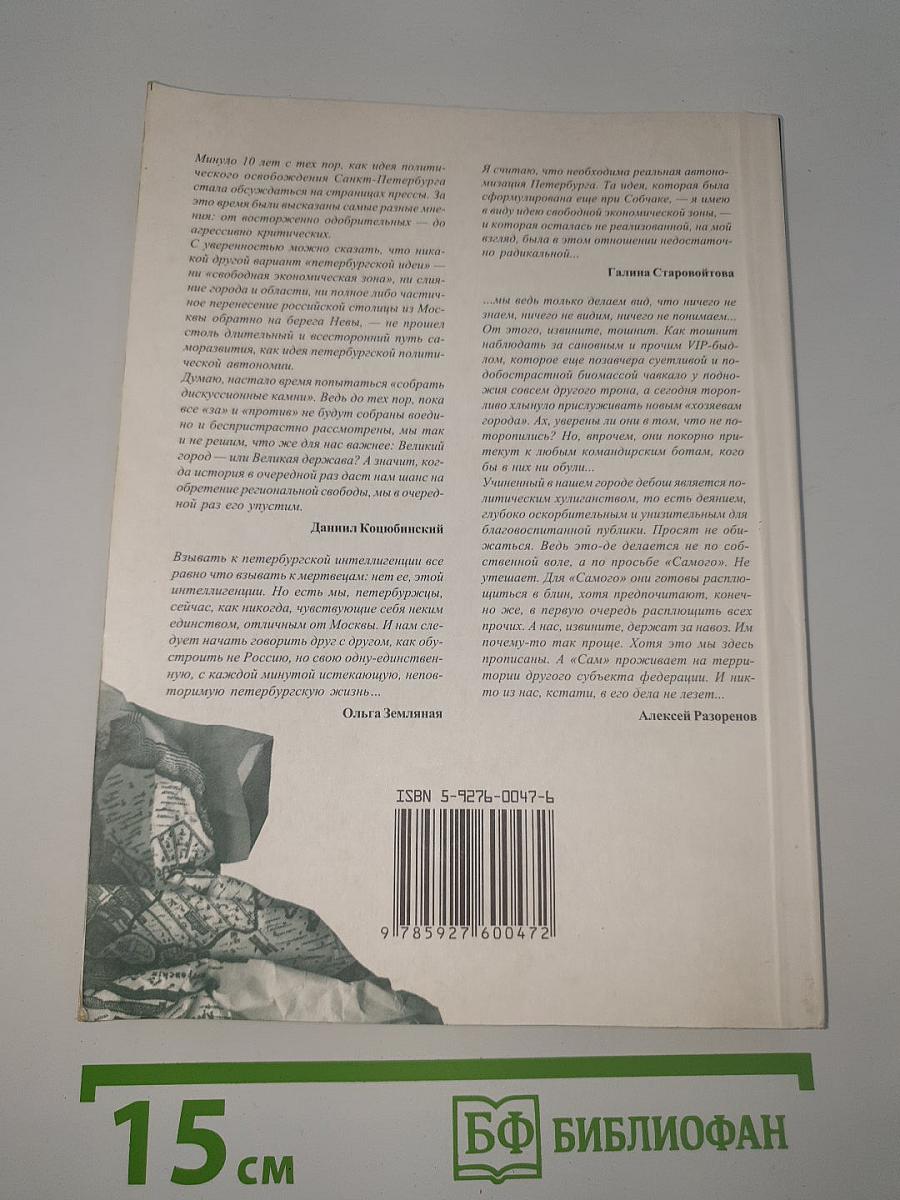 Минуло 10 лет с тех пор, как идея полити-
ческого освобождения Санкт-Петербурга
стала обсуждаться на страницах прессы. За
это время были высказаны самые разные мне-
ния: от восторженно одобрительных — до
агрессивно критических.
С уверенностью можно сказать, что ника-
кой другой вариант «петербургской идеи» —
ни «свободная экономическая зона», ни слия-
ние города и области, ни полное либо частич-
ное перенесение российской столицы из Мос-
квы обратно на берега Невы, — не прошел
столь длительный и всесторонний путь са-
моразвития, как идея петербургской полити-
ческой автономии.
Думаю, настало время попытаться «собрать
дискуссионные камни». Ведь до тех пор, пока
все «за» и «против» не будут собраны воеди-
но и беспристрастно рассмотрены, мы так
и не решим, что же для нас важнее: Великий
город — или Великая держава? А значит, ког-
да история в очередной раз даст нам шанс на
обретение региональной свободы, мы в очеред-
ной раз его упустим.
Даниил Коцюбинский
Взывать к петербургской интеллигенции все
равно что взывать к мертвецам: нет ее, этой
интеллигенции. Но есть мы, петербуржцы,
сейчас, как никогда, чувствующие себя неким
единством, отличным от Москвы. И нам сле-
дует начать говорить друг с другом, как обу-
строить не Россию, но свою одну-единствен-
ную, с каждой минутой истекающую, непов-
торимую петербургскую жизнь...
Ольга Земляная
Я считаю, что необходима реальная автоно-
мизация Петербурга. Та идея, которая была
сформулирована еще при Собчаке, — я имею
в виду идею свободной экономической зоны, —
и которая осталась не реализованной, на мой
взгляд, была в этом отношении недостаточ-
но радикальной...
Галина Старовойтова
...мы ведь только делаем вид, что ничего не
знаем, ничего не видим, ничего не понимаем...
От этого, извините, тошнит. Как тошнит
наблюдать за сановным и прочим VIP-быд-
лом, которое еще позавчера суетливой и по-
добострастной биомассой чавкало у поднo-
жия совсем другого трона, а сегодня тороп-
ливо хлынуло прислуживать новым «хозяевам
города». Ах, уверены ли они в том, что не по-
торопились? Но, впрочем, они покорно при-
текут к любым командирским ботам, кого
бы в них ни обули...
Учиненный в нашем городе дебош является по-
литическим хулиганством, то есть деянием,
глубоко оскорбительным и унизительным для
благовоспитанной публики. Просят не оби-
жаться. Ведь это-де делается не по соб-
ственной воле, а по просьбе «Самого». Не
утешает. Для «Самого» они готовы расплю-
щиться в блин, хотя предпочитают, конеч-
но же, в первую очередь расплющить всех
прочих. А нас, извините, держат за навоз. Им
почему-то так проще. Хотя это мы здесь
прописаны. А «Сам» проживает на терри-
тории другого субъекта федерации. И ник-
то из нас, кстати, в его дела не лезет...
Алексей Разоренов
ISBN 5-9276-0047-6
9 785927 600472
15 см
БФ БИБЛИОФАН